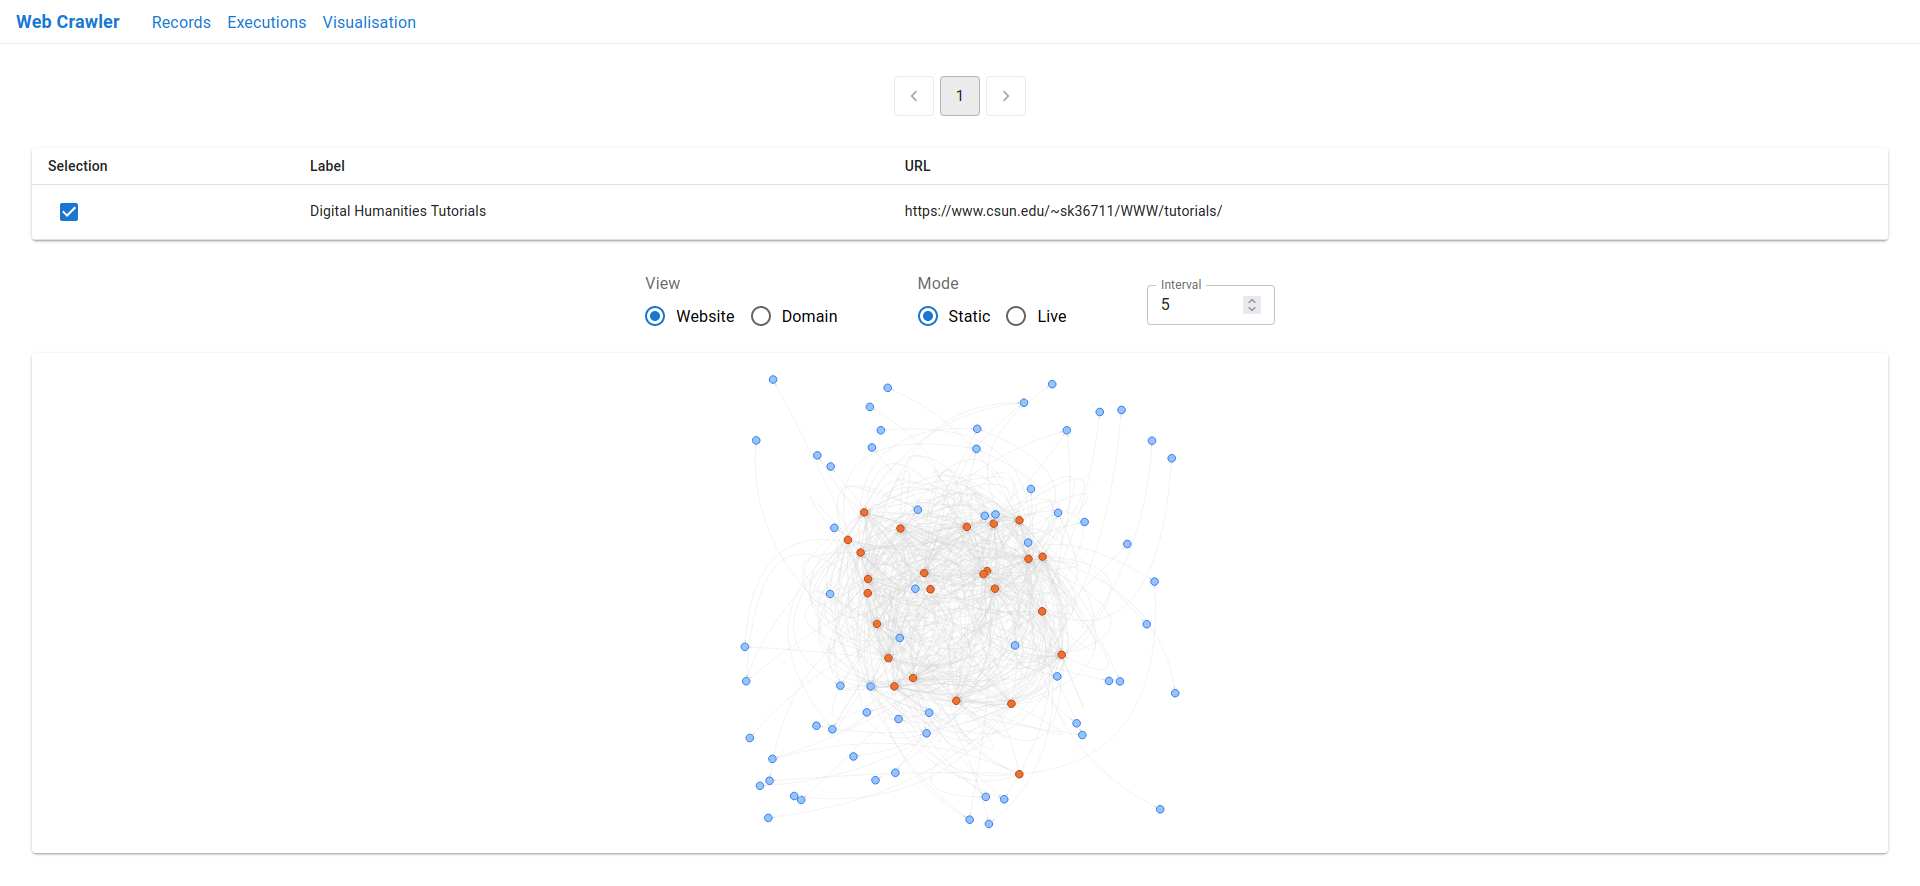 Web Crawler Records Executions Visualisation
1
Selection Label URL
Digital Humanities Tutorials https://www.csun.edu/~sk36711/WWW/tutorials/
View Mode Interval
Website Domain Static Live 5